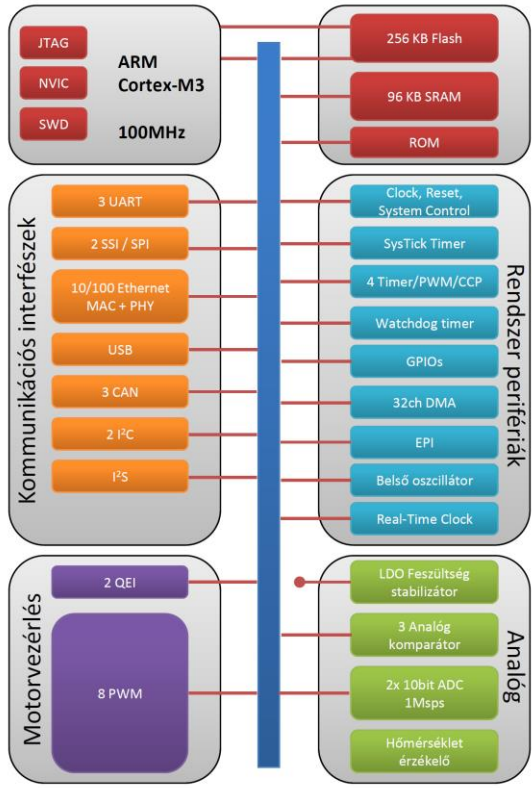 JTAG
NVIC
SWD
ARM
Cortex-M3
100MHz
256 KB Flash
96 KB SRAM
ROM
Kommunikációs interfészek
3 UART
2 SSI / SPI
10/100 Ethernet
MAC + PHY
USB
3 CAN
2 I²C
I²S
Rendszer perifériák
Clock, Reset,
System Control
SysTick Timer
4 Timer/PWM/CCP
Watchdog timer
GPIOs
32ch DMA
EPI
Belső oszcillátor
Real-Time Clock
Motorvezérlés
2 QEI
8 PWM
Analóg
LDO Feszültség
stabilizátor
3 Analóg
komparátor
2x 10bit ADC
1Msps
Hőmérséklet
érzékelő